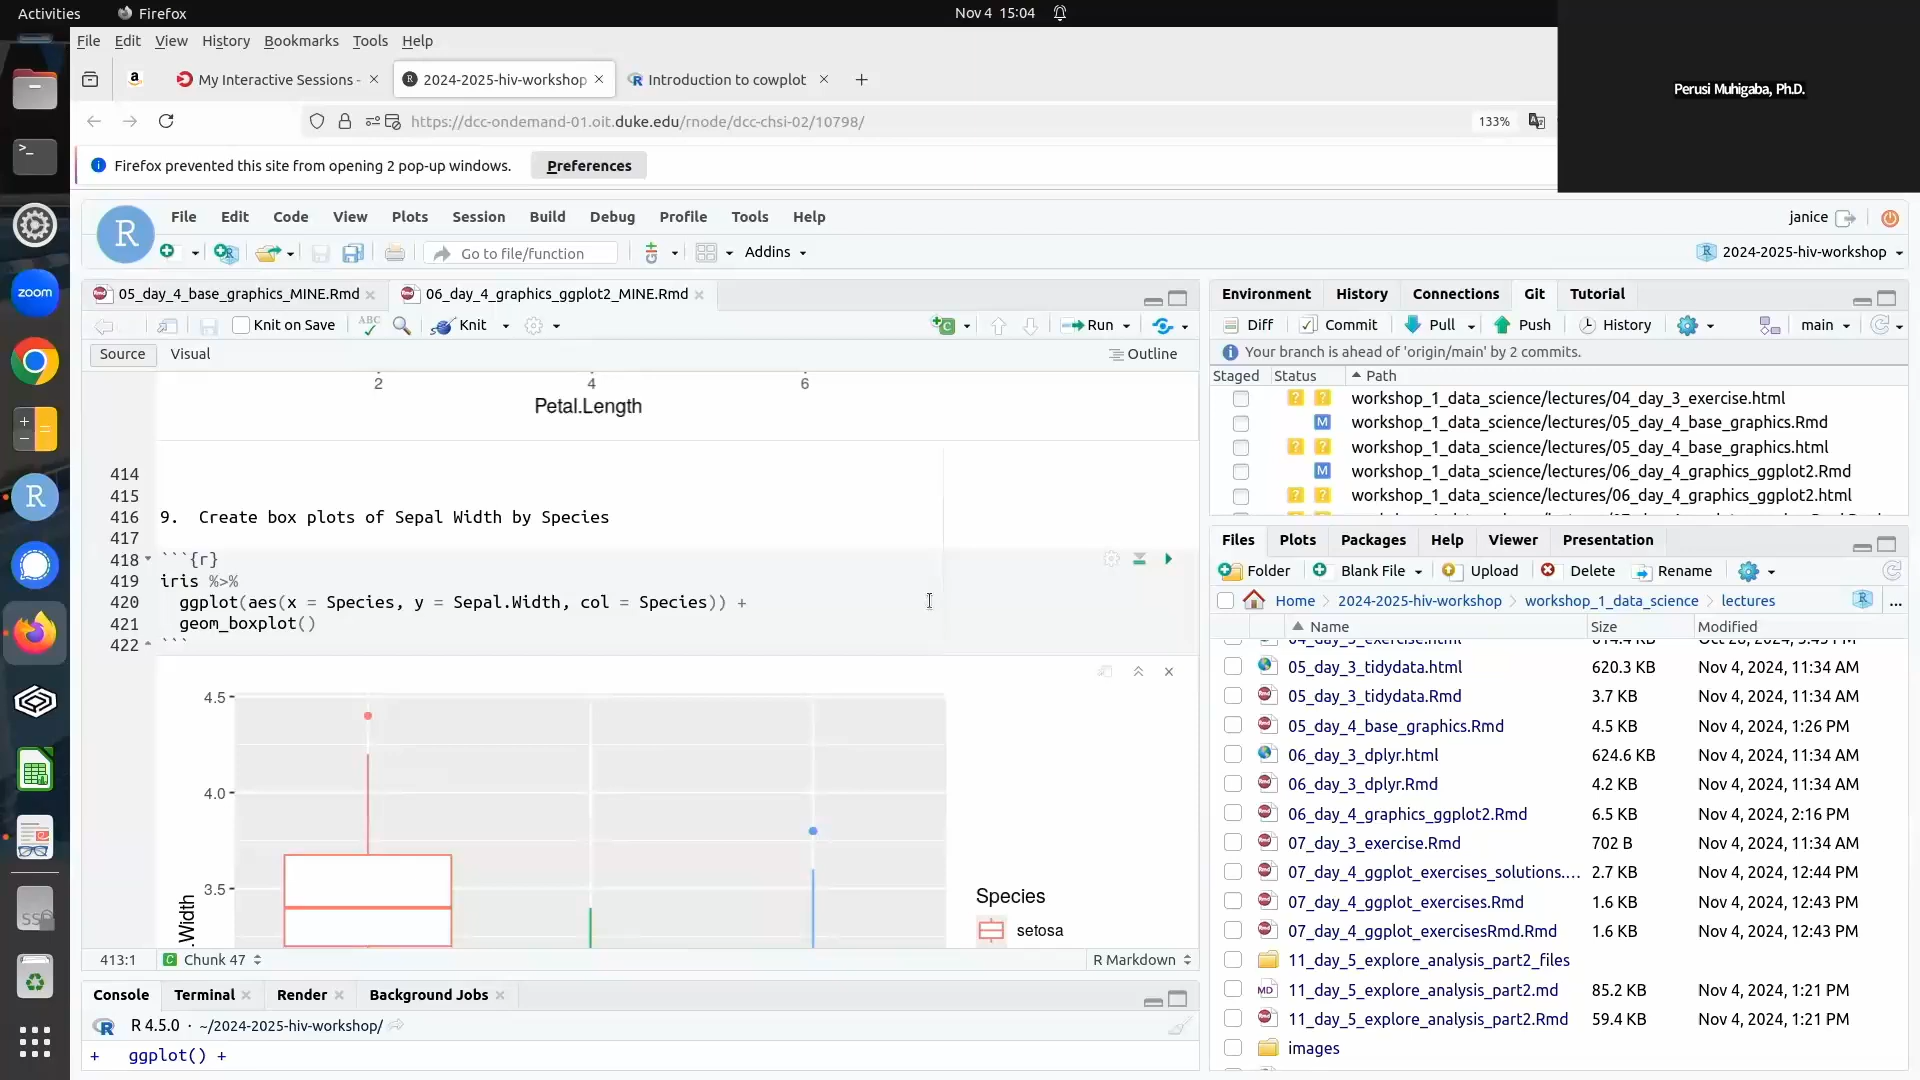 Activities
Firefox
Nov 4 15:04
Perusi Muhigaba, Ph.D.
File Edit View History Bookmarks Tools Help
My Interactive Sessions -
2024-2025-hiv-workshop
Introduction to cowplot
https://dcc-ondemand-01.oit.duke.edu/rnode/dcc-chsi-02/10798/
133%
Firefox prevented this site from opening 2 pop-up windows.
Preferences
File Edit Code View Plots Session Build Debug Profile Tools Help
janice
Go to file/function
Addins
2024-2025-hiv-workshop
05_day_4_base_graphics_MINE.Rmd
06_day_4_graphics_ggplot2_MINE.Rmd
Knit on Save
ABC
Knit
Run
Source
Visual
Outline
2 4 6
Petal.Length
414
415
416 9. Create box plots of Sepal Width by Species
417
418 ```{r}
419 iris %>%
420 ggplot(aes(x = Species, y = Sepal.Width, col = Species)) +
421 geom_boxplot()
422 ```
4.5
4.0
3.5
.Width
Species
setosa
413:1
Chunk 47
R Markdown
Console
Terminal
Render
Background Jobs
R 4.5.0 · ~/2024-2025-hiv-workshop/
+ ggplot() +
Environment History Connections Git Tutorial
Diff Commit Pull Push History main
Your branch is ahead of 'origin/main' by 2 commits.
Staged Status Path
workshop_1_data_science/lectures/04_day_3_exercise.html
M workshop_1_data_science/lectures/05_day_4_base_graphics.Rmd
workshop_1_data_science/lectures/05_day_4_base_graphics.html
M workshop_1_data_science/lectures/06_day_4_graphics_ggplot2.Rmd
workshop_1_data_science/lectures/06_day_4_graphics_ggplot2.html
Files Plots Packages Help Viewer Presentation
Folder Blank File Upload Delete Rename
Home 2024-2025-hiv-workshop workshop_1_data_science lectures
...
Name Size Modified
05_day_3_tidydata.html 620.3 KB Nov 4, 2024, 11:34 AM
05_day_3_tidydata.Rmd 3.7 KB Nov 4, 2024, 11:34 AM
05_day_4_base_graphics.Rmd 4.5 KB Nov 4, 2024, 1:26 PM
06_day_3_dplyr.html 624.6 KB Nov 4, 2024, 11:34 AM
06_day_3_dplyr.Rmd 4.2 KB Nov 4, 2024, 11:34 AM
06_day_4_graphics_ggplot2.Rmd 6.5 KB Nov 4, 2024, 2:16 PM
07_day_3_exercise.Rmd 702 B Nov 4, 2024, 11:34 AM
07_day_4_ggplot_exercises_solutions.... 2.7 KB Nov 4, 2024, 12:44 PM
07_day_4_ggplot_exercises.Rmd 1.6 KB Nov 4, 2024, 12:43 PM
07_day_4_ggplot_exercisesRmd.Rmd 1.6 KB Nov 4, 2024, 12:43 PM
11_day_5_explore_analysis_part2_files
11_day_5_explore_analysis_part2.md 85.2 KB Nov 4, 2024, 1:21 PM
11_day_5_explore_analysis_part2.Rmd 59.4 KB Nov 4, 2024, 1:21 PM
images
zoom